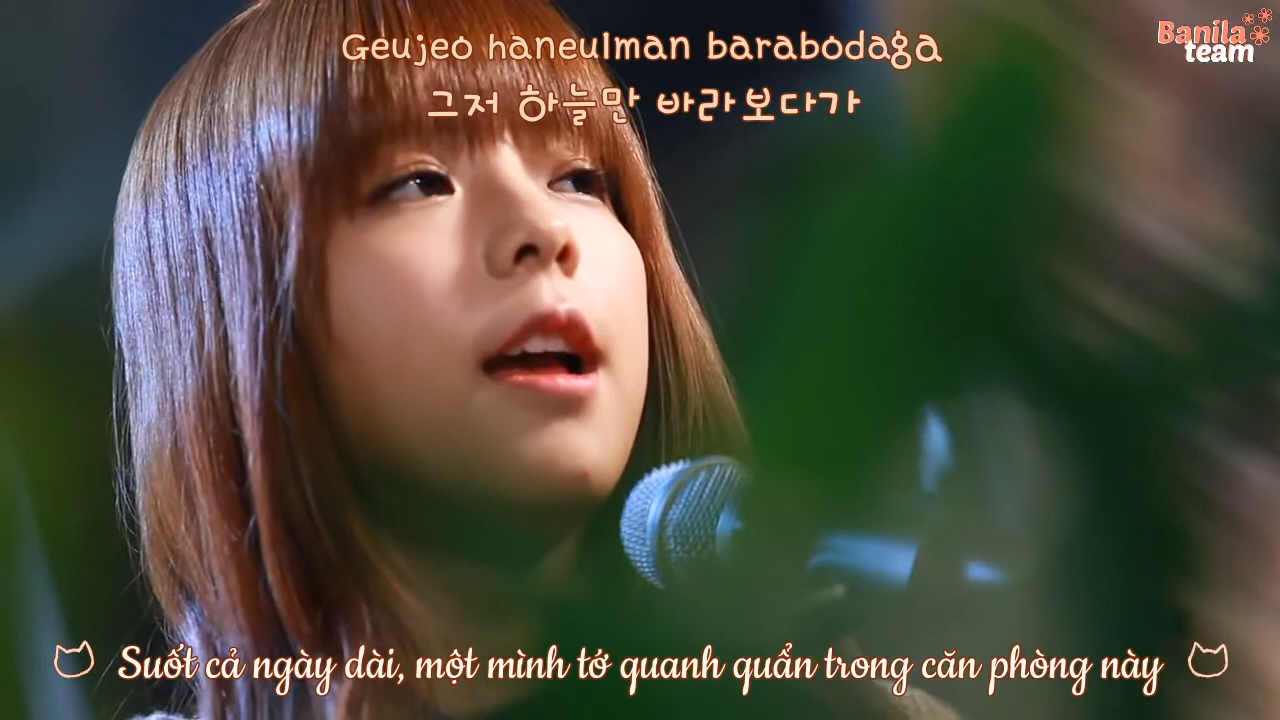 Geujeo haneulman barabodaga
그저 하늘만 바라보다가
Banila
team
Suốt cả ngày dài, một mình tớ quanh quẩn trong căn phòng này